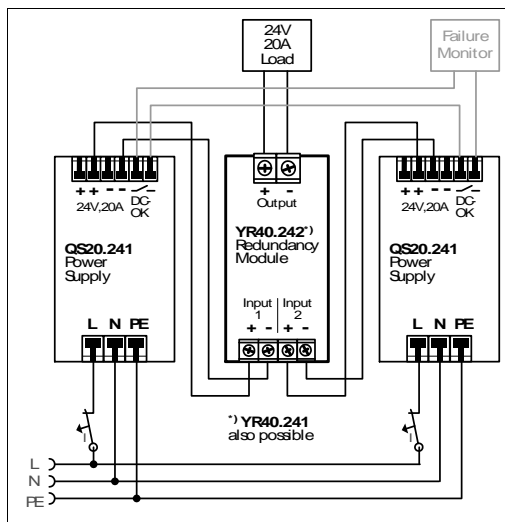 24V
20A
Load
Failure
Monitor
+ + - - DC-
24V,20A OK
QS20.241
Power
Supply
L N PE
+ -
Output
YR40.242*)
Redundancy
Module
Input Input
1 2
+ - + -
+ + - - DC-
24V,20A OK
QS20.241
Power
Supply
L N PE
I
I
*) YR40.241
also possible
L
N
PE